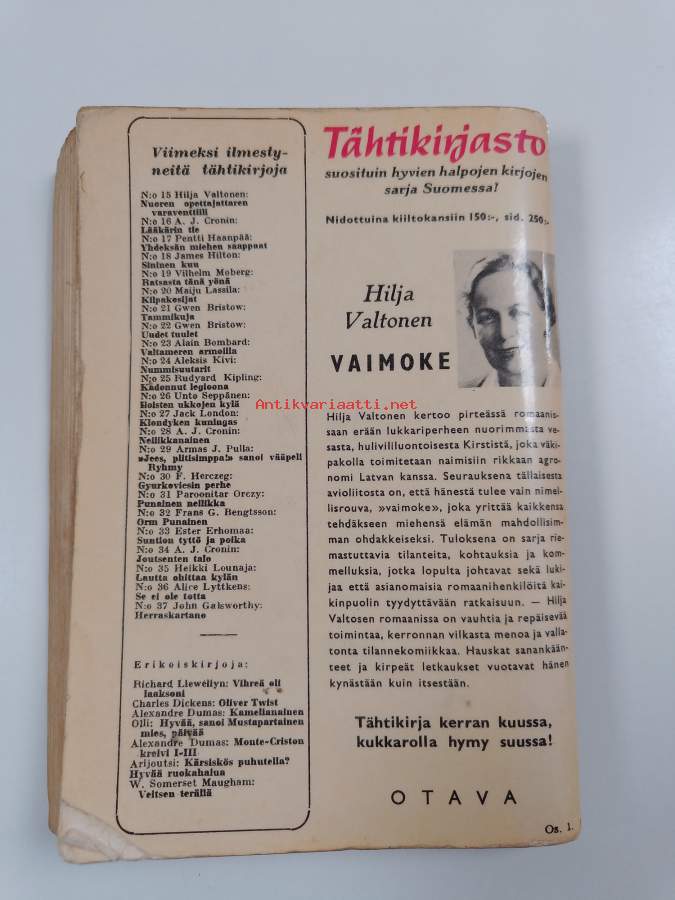 Viimeksi ilmesty-
neitä tähtikirjoja
N:o 15 Hilja Valtonen:
Nuoren opettajattaren
varaventtiili
N:o 16 A. J. Cronin:
Lääkärin tie
N:o 17 Pentti Haanpää:
Yhdeksän miehen saappaat
N:o 18 James Hilton:
Sininen kuu
N:o 19 Vilhelm Moberg:
Ratsasta tänä yönä
N:o 20 Maiju Lassila:
Kilpakosijat
N:o 21 Gwen Bristow:
Tammikuja
N:o 22 Gwen Bristow:
Uudet tuulet
N:o 23 Alain Bombard:
Valtameren armoilla
N:o 24 Aleksis Kivi:
Nummisuutarit
N:o 25 Rudyard Kipling:
Kadonnut legioona
N:o 26 Unto Seppänen:
Iloisten ukkojen kylä
N:o 27 Jack London:
Klondyken kuningas
N:o 28 A. J. Cronin:
Neilikkanainen
N:o 29 Armas J. Pulla:
»Jees, pliisimppa!» sanoi vääpeli
Ryhmy
N:o 30 F. Herczeg:
Gyurkovicsin perhe
N:o 31 Paroonitar Orczy:
Punainen neilikka
N:o 32 Frans G. Bengtsson:
Orm Punainen
N:o 33 Ester Erhomaa:
Suntion tyttö ja poika
N:o 34 A. J. Cronin:
Joutsenten talo
N:o 35 Heikki Lounaja:
Lautta ohittaa kylän
N:o 36 Alice Lyttkens:
Se ei ole totta
N:o 37 John Galsworthy:
Herraskartano
Erikoiskirjoja:
Richard Llewellyn: Vihreä oli
laaksoni
Charles Dickens: Oliver Twist
Alexandre Dumas: Kamelianainen
Olli: Hyvää, sanoi Mustapartainen
mies, päivää
Alexandre Dumas: Monte-Criston
kreivi I-III
Arijoutsi: Kärsiskös puhutella?
Hyvää ruokahalua
W. Somerset Maugham:
Veitsen terällä
Tähtikirjasto
suosituin hyvien halpojen kirjojen
sarja Suomessa!
Nidottuina kiiltokansiin 150:-, sid. 250:-
Hilja
Valtonen
VAIMOKE
Antikvariaatti.net
Hilja Valtonen kertoo pirteässä romaanis-
saan erään lukkariperheen nuorimmasta ve-
sasta, hulivililuontoisesta Kirstistä, joka väki-
pakolla toimitetaan naimisiin rikkaan agro-
nomi Latvan kanssa. Seurauksena tällaisesta
avioliitosta on, että hänestä tulee vain nimel-
lisrouva, »vaimoke», joka yrittää kaikkensa
tehdäkseen miehensä elämän mahdollisim-
man ohdakkeiseksi. Tuloksena on sarja rie-
mastuttavia tilanteita, kohtauksia ja kom-
melluksia, jotka lopulta johtavat sekä luki-
jaa että asianomaisia romaanihenkilöitä kai-
kinpuolin tyydyttävään ratkaisuun. — Hilja
Valtosen romaanissa on vauhtia ja repäisevää
toimintaa, kerronnan vilkasta menoa ja valla-
tonta tilannekomiikkaa. Hauskat sanankään-
teet ja kirpeät letkaukset vuotavat hänen
kynästään kuin itsestään.
Tähtikirja kerran kuussa,
kukkarolla hymy suussa!
OTAVA
Os. 1.